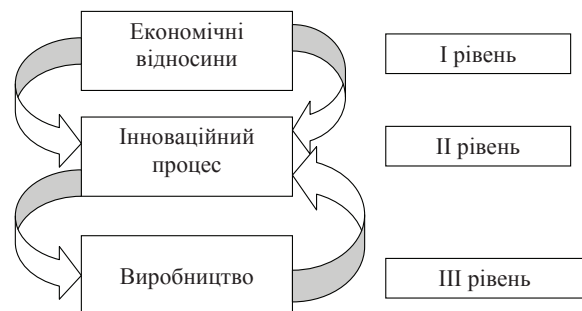 Економічні
відносини
І рівень
Інноваційний
процес
ІІ рівень
Виробництво
ІІІ рівень